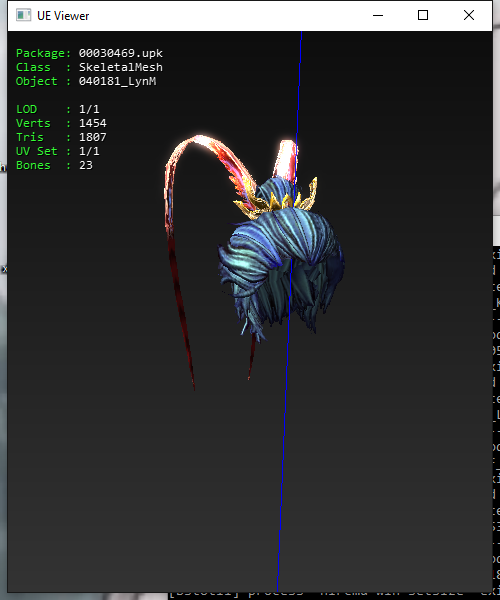 UE Viewer
Package: 00030469.upk
Class : SkeletalMesh
Object : 040181_LynM
LOD : 1/1
Verts : 1454
Tris : 1807
UV Set : 1/1
Bones : 23